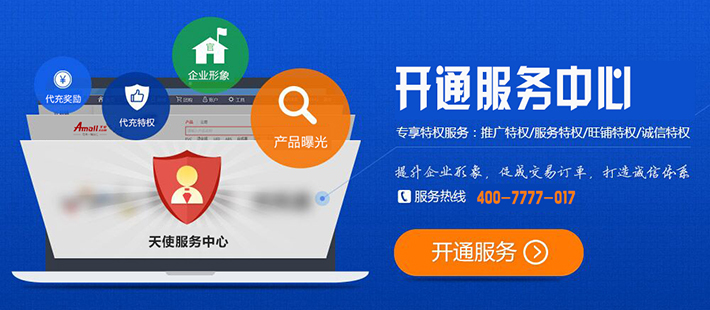 官
企业形象
¥
代充奖励
代充特权
产品曝光
Amall
天使服务中心
开通服务中心
专享特权服务：推广特权/服务特权/旺铺特权/诚信特权
提升企业形象，促成交易订单，打造诚信体系
服务热线 400-7777-017
开通服务